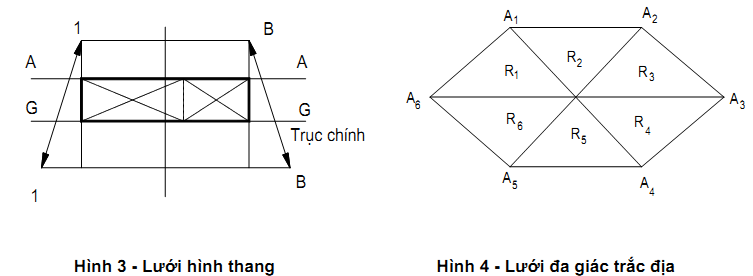 1
B
A
A
G
G
Trục chính
1
B
Hình 3 - Lưới hình thang
A1
A2
R1
R2
R3
A6
A3
R6
R5
R4
A5
A4
Hình 4 - Lưới đa giác trắc địa